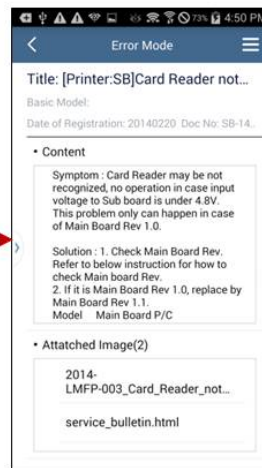 73% 4:50 PM
Error Mode
Title: [Printer:SB]Card Reader not...
Basic Model:
Date of Registration: 20140220 Doc No: SB-14..
• Content
Symptom : Card Reader may be not
recognized, no operation in case input
voltage to Sub board is under 4.8V.
This problem only can happen in case
of Main Board Rev 1.0.
Solution : 1. Check Main Board Rev.
Refer to below instruction for how to
check Main board Rev.
2. If it is Main Board Rev 1.0, replace by
Main Board Rev 1.1.
Model Main Board P/C
• Attatched Image(2)
2014-
LMFP-003_Card_Reader_not...
service_bulletin.html